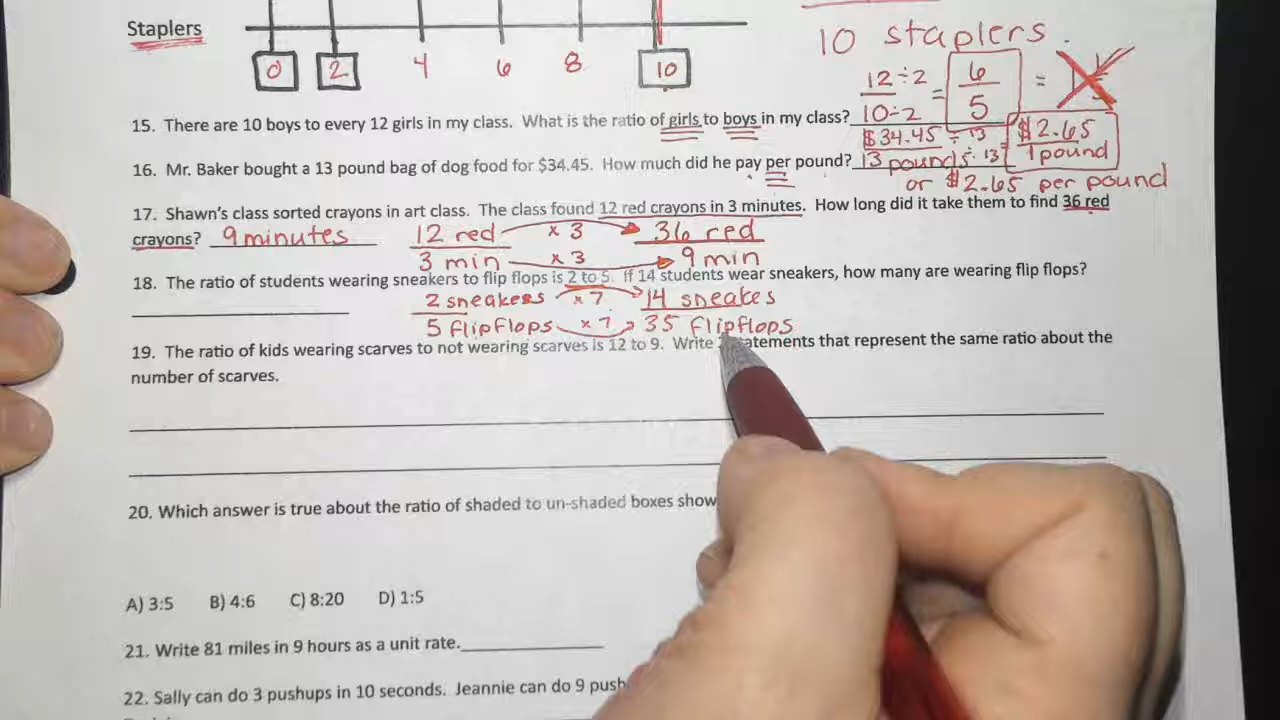 Staplers
0 2 4 6 8 10
10 staplers.
12 ÷2 = 6 =
10 ÷2 5
15. There are 10 boys to every 12 girls in my class. What is the ratio of girls to boys in my class?
$34.45 ÷ 13 = $2.65
16. Mr. Baker bought a 13 pound bag of dog food for $34.45. How much did he pay per pound? 13 pounds ÷ 13 1 pound
or $2.65 per pound
17. Shawn's class sorted crayons in art class. The class found 12 red crayons in 3 minutes. How long did it take them to find 36 red
crayons? 9 minutes 12 red x 3 36 red
3 min x 3 9 min
18. The ratio of students wearing sneakers to flip flops is 2 to 5. If 14 students wear sneakers, how many are wearing flip flops?
2 sneakers x 7 14 sneakes
5 flipflops x 7 35 flipflops
19. The ratio of kids wearing scarves to not wearing scarves is 12 to 9. Write that represent the same ratio about the
number of scarves.
20. Which answer is true about the ratio of shaded to un-shaded boxes
A) 3:5 B) 4:6 C) 8:20 D) 1:5
21. Write 81 miles in 9 hours as a unit rate.
22. Sally can do 3 pushups in 10 seconds. Jeannie can do 9